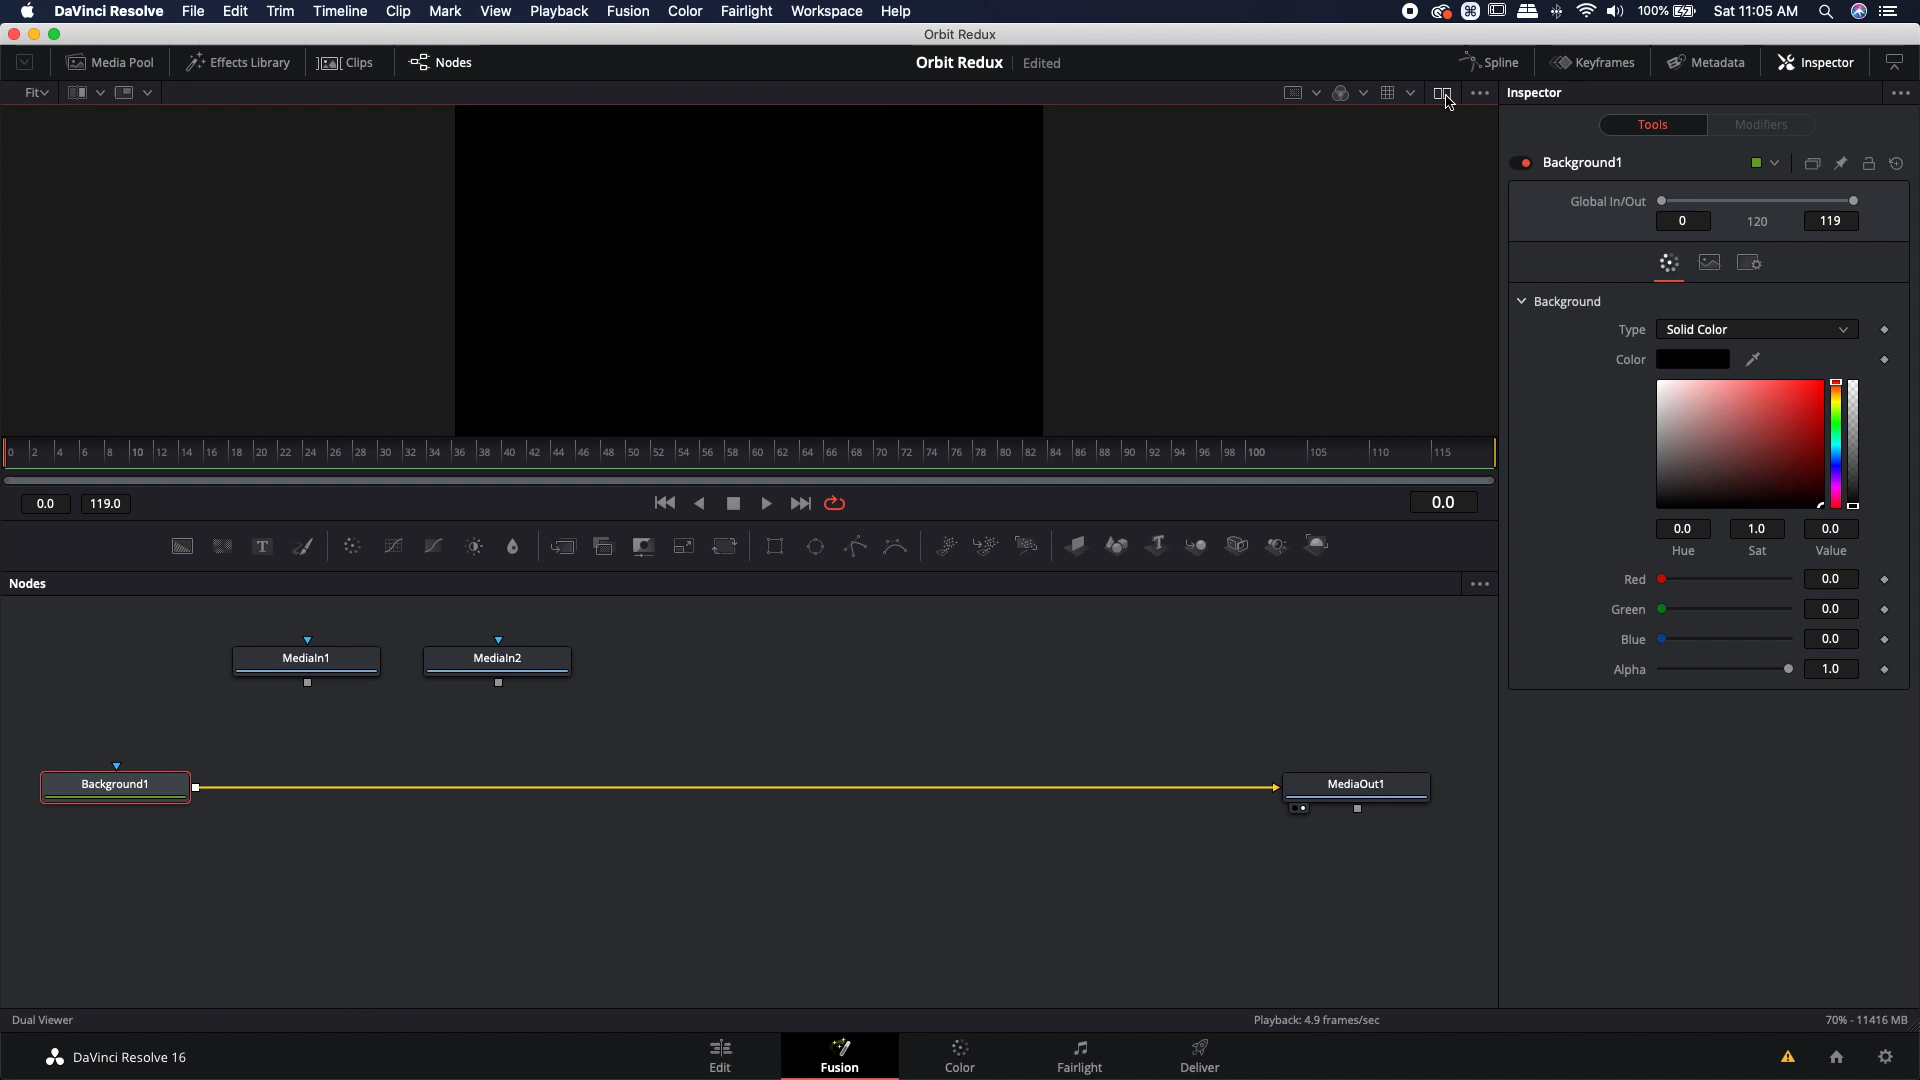 DaVinci Resolve File Edit Trim Timeline Clip Mark View Playback Fusion Color Fairlight Workspace Help 100% Sat 11:05 AM
Orbit Redux
Media Pool Effects Library Clips Nodes Orbit Redux Edited Spline Keyframes Metadata Inspector
Fit Inspector
Tools Modifiers
Background1
Global In/Out
0 120 119
Background
Type Solid Color
Color
0 2 4 6 8 10 12 14 16 18 20 22 24 26 28 30 32 34 36 38 40 42 44 46 48 50 52 54 56 58 60 62 64 66 68 70 72 74 76 78 80 82 84 86 88 90 92 94 96 98 100 105 110 115
0.0 119.0 0.0
0.0 1.0 0.0
Hue Sat Value
Red 0.0
Green 0.0
Blue 0.0
Alpha 1.0
Nodes
MediaIn1 MediaIn2
Background1 MediaOut1
Dual Viewer Playback: 4.9 frames/sec 70% - 11416 MB
DaVinci Resolve 16 Edit Fusion Color Fairlight Deliver